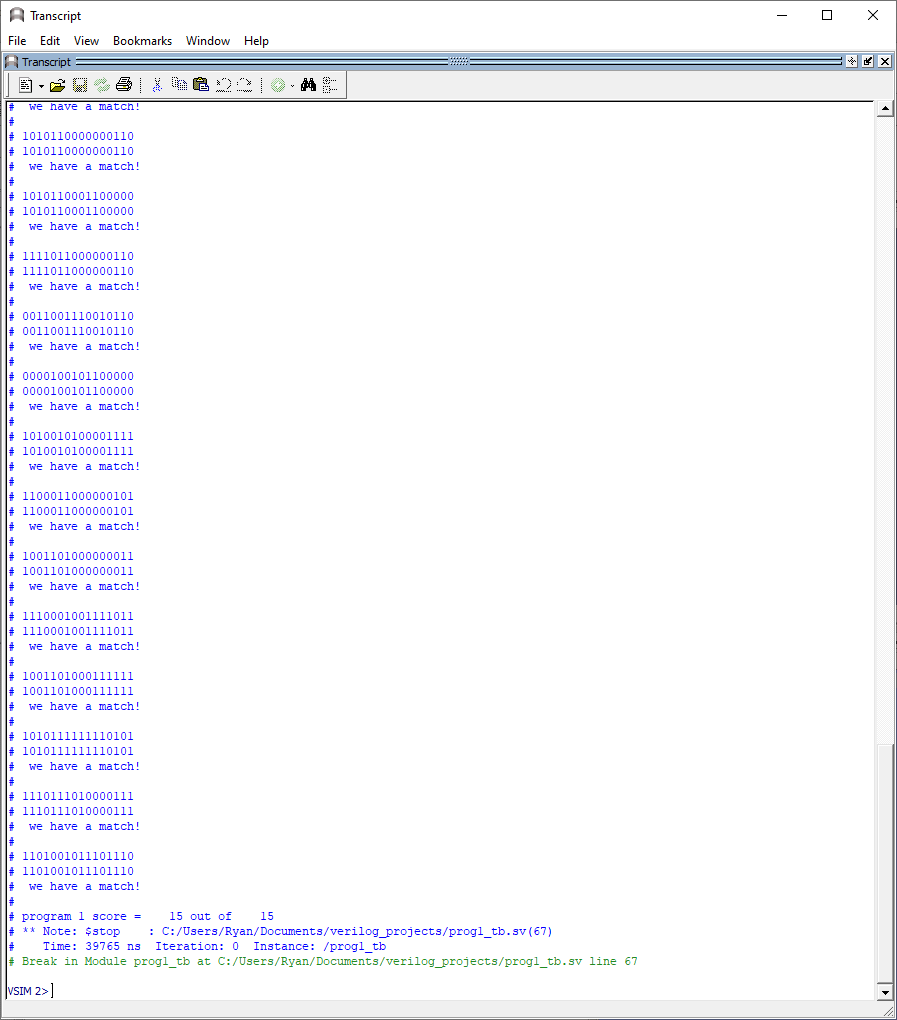 Transcript
File Edit View Bookmarks Window Help
Transcript
#  we have a match!
#
# 1010110000000110
# 1010110000000110
#  we have a match!
#
# 1010110001100000
# 1010110001100000
#  we have a match!
#
# 1111011000000110
# 1111011000000110
#  we have a match!
#
# 0011001110010110
# 0011001110010110
#  we have a match!
#
# 0000100101100000
# 0000100101100000
#  we have a match!
#
# 1010010100001111
# 1010010100001111
#  we have a match!
#
# 1100011000000101
# 1100011000000101
#  we have a match!
#
# 1001101000000011
# 1001101000000011
#  we have a match!
#
# 1110001001111011
# 1110001001111011
#  we have a match!
#
# 1001101000111111
# 1001101000111111
#  we have a match!
#
# 1010111111110101
# 1010111111110101
#  we have a match!
#
# 1110111010000111
# 1110111010000111
#  we have a match!
#
# 1101001011101110
# 1101001011101110
#  we have a match!
#
# program 1 score =    15 out of    15
# ** Note: $stop    : C:/Users/Ryan/Documents/verilog_projects/prog1_tb.sv(67)
#    Time: 39765 ns  Iteration: 0  Instance: /prog1_tb
# Break in Module prog1_tb at C:/Users/Ryan/Documents/verilog_projects/prog1_tb.sv line 67
VSIM 2>